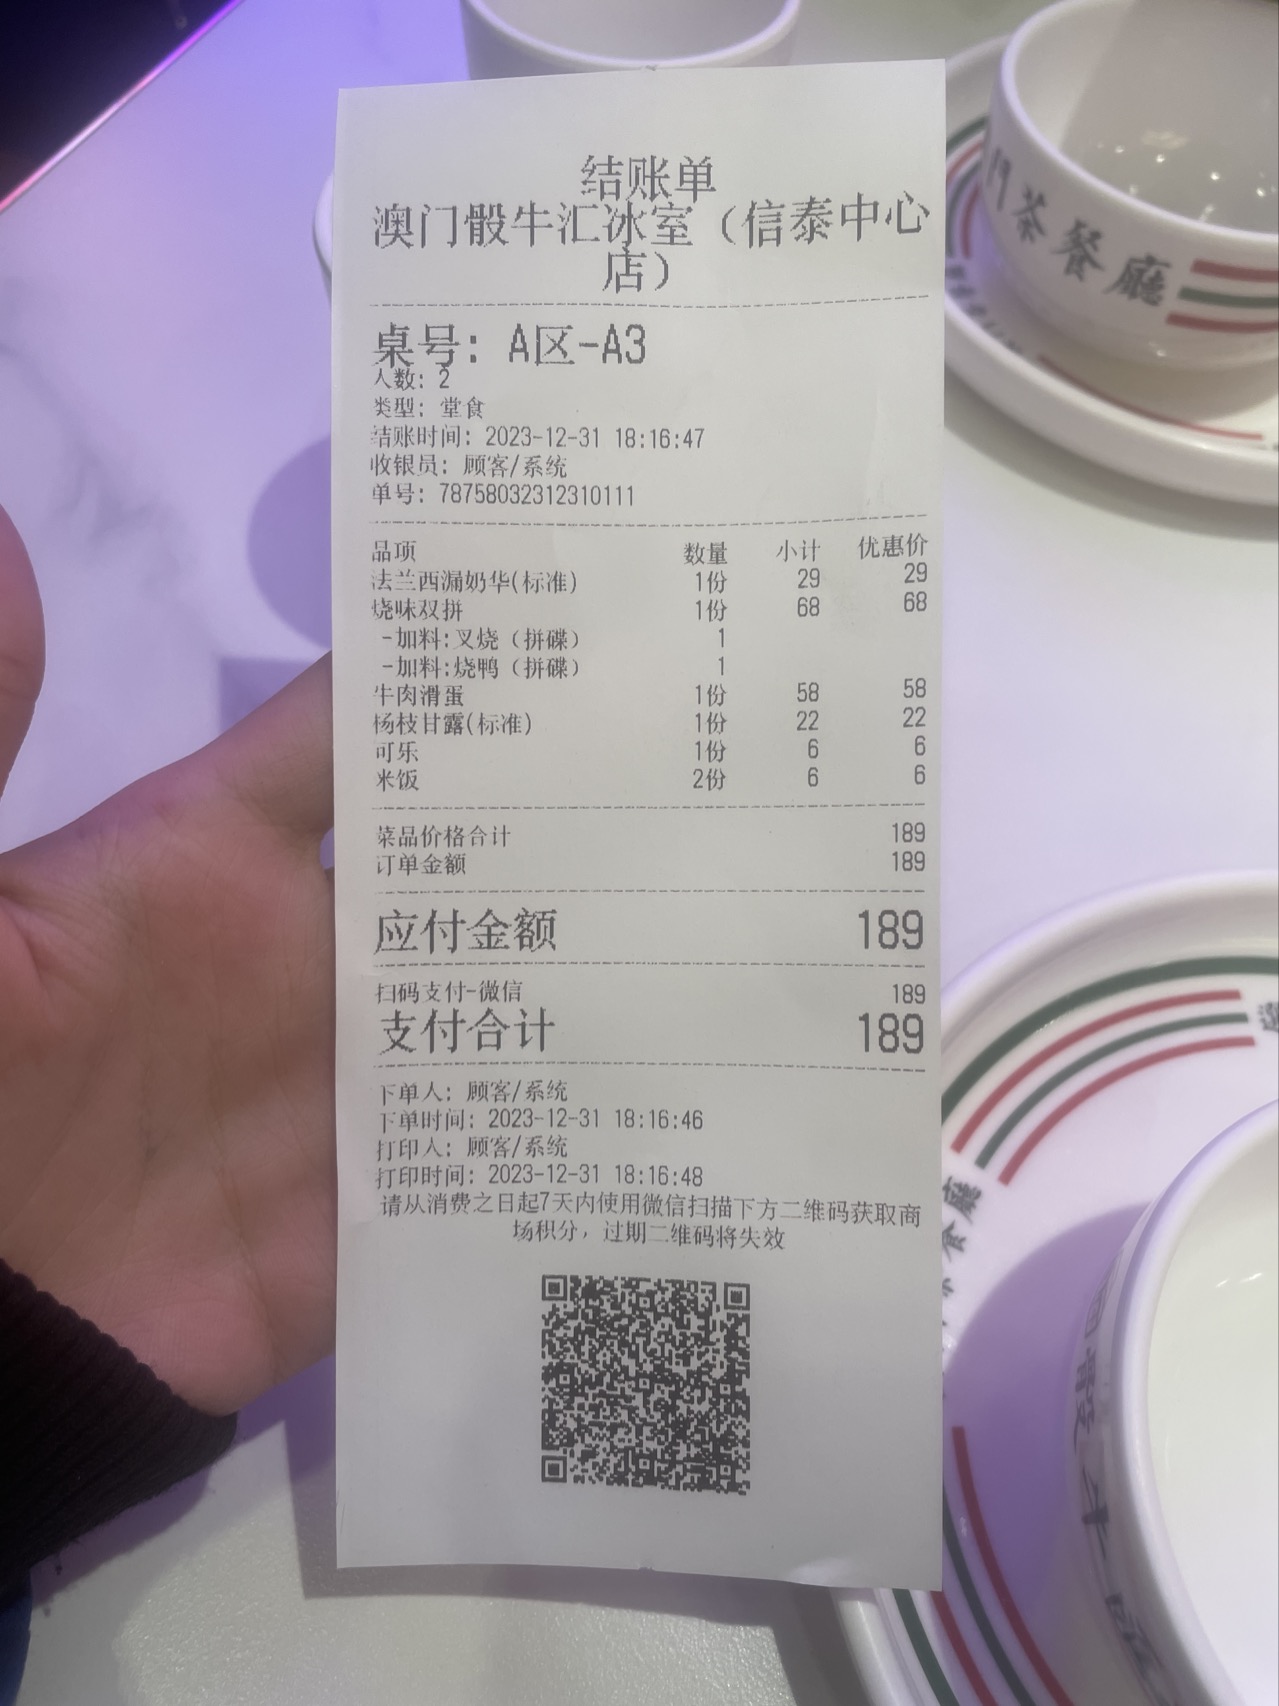 结账单
澳门骰牛汇冰室（信泰中心
店）
桌号：A区-A3
人数：2
类型：堂食
结账时间：2023-12-31 18:16:47
收银员：顾客/系统
单号：78758032312310111
品项 数量 小计 优惠价
法兰西漏奶华(标准) 1份 29 29
烧味双拼 1份 68 68
-加料:叉烧（拼碟） 1
-加料:烧鸭（拼碟） 1
牛肉滑蛋 1份 58 58
杨枝甘露(标准) 1份 22 22
可乐 1份 6 6
米饭 2份 6 6
菜品价格合计 189
订单金额 189
应付金额 189
扫码支付-微信 189
支付合计 189
下单人：顾客/系统
下单时间：2023-12-31 18:16:46
打印人：顾客/系统
打印时间：2023-12-31 18:16:48
请从消费之日起7天内使用微信扫描下方二维码获取商
场积分，过期二维码将失效
門茶餐廳